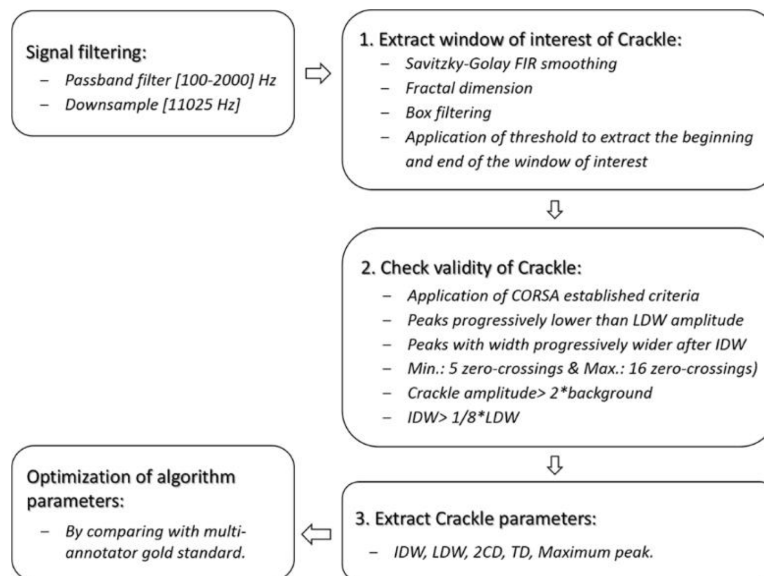 Signal filtering:
– Passband filter [100-2000] Hz
– Downsample [11025 Hz]
1. Extract window of interest of Crackle:
– Savitzky-Golay FIR smoothing
– Fractal dimension
– Box filtering
– Application of threshold to extract the beginning
and end of the window of interest
2. Check validity of Crackle:
– Application of CORSA established criteria
– Peaks progressively lower than LDW amplitude
– Peaks with width progressively wider after IDW
– Min.: 5 zero-crossings & Max.: 16 zero-crossings)
– Crackle amplitude> 2*background
– IDW> 1/8*LDW
3. Extract Crackle parameters:
– IDW, LDW, 2CD, TD, Maximum peak.
Optimization of algorithm
parameters:
– By comparing with multi-
annotator gold standard.